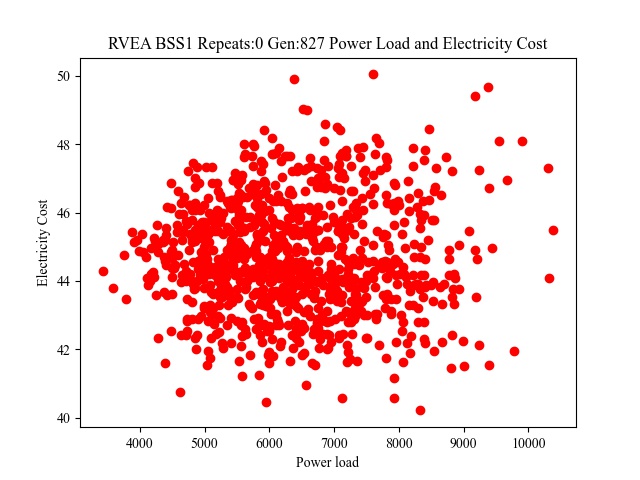 RVEA BSS1 Repeats:0 Gen:827 Power Load and Electricity Cost
50
48
46
44
42
40
Electricity Cost
4000 5000 6000 7000 8000 9000 10000
Power load